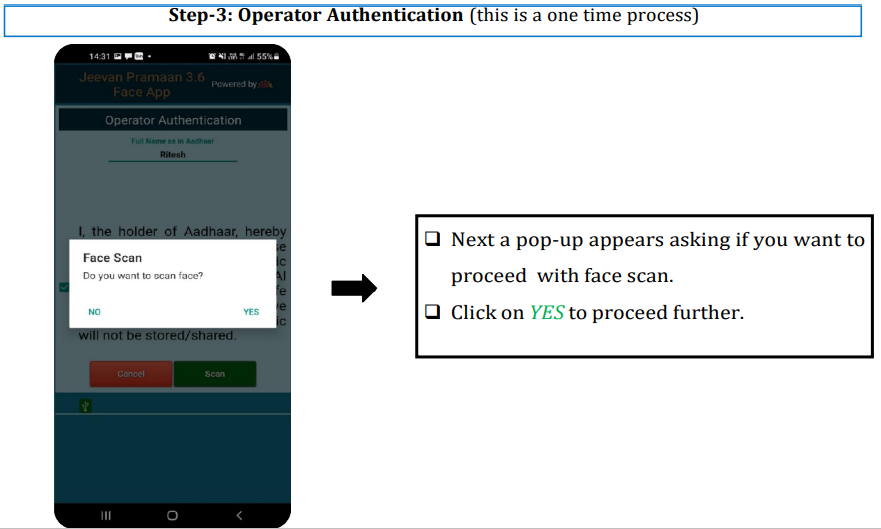 Step-3: Operator Authentication (this is a one time process)
14:31
55%
Jeevan Pramaan 3.6
Face App
Powered by
Operator Authentication
Full Name as in Aadhaar
Ritesh
I, the holder of Aadhaar, hereby
Face Scan
Do you want to scan face?
NO YES
will not be stored/shared.
Cancel Scan
Next a pop-up appears asking if you want to
proceed with face scan.
Click on YES to proceed further.